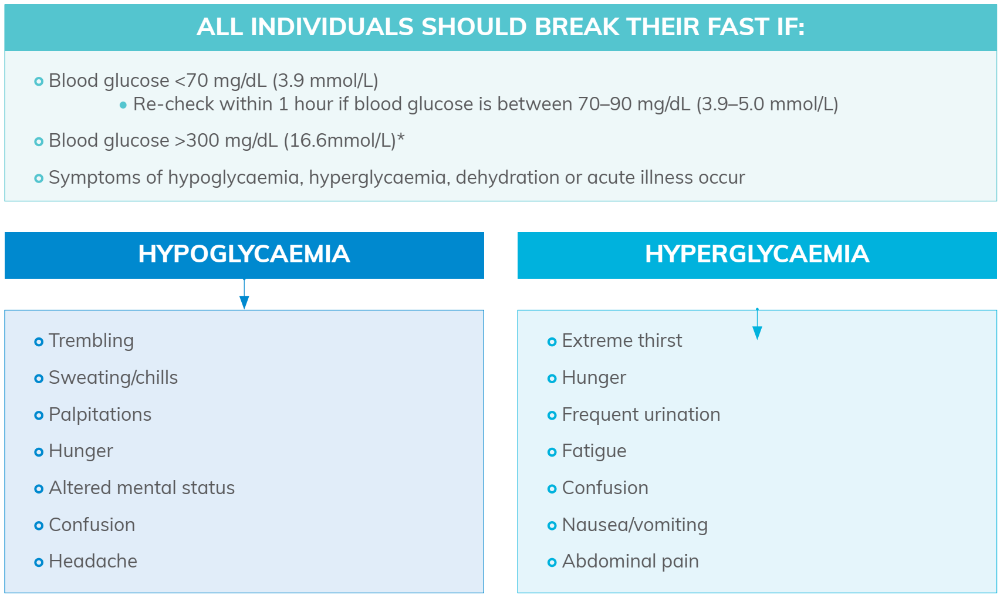 ALL INDIVIDUALS SHOULD BREAK THEIR FAST IF:
Blood glucose <70 mg/dL (3.9 mmol/L)
Re-check within 1 hour if blood glucose is between 70–90 mg/dL (3.9–5.0 mmol/L)
Blood glucose >300 mg/dL (16.6mmol/L)*
Symptoms of hypoglycaemia, hyperglycaemia, dehydration or acute illness occur
HYPOGLYCAEMIA
Trembling
Sweating/chills
Palpitations
Hunger
Altered mental status
Confusion
Headache
HYPERGLYCAEMIA
Extreme thirst
Hunger
Frequent urination
Fatigue
Confusion
Nausea/vomiting
Abdominal pain